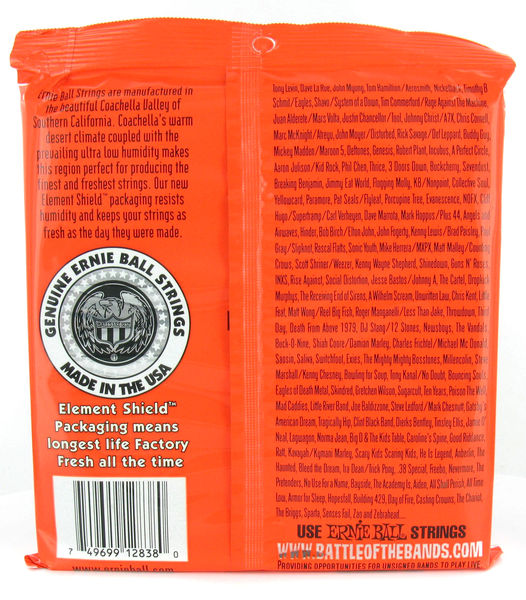 Ernie Ball Strings are manufactured in
the beautiful Coachella Valley of
Southern California. Coachella's warm
desert climate coupled with the
prevailing ultra low humidity makes
this region perfect for producing the
finest and freshest strings. Our new
Element Shield™ packaging resists
humidity and keeps your strings as
fresh as the day they were made.
GENUINE ERNIE BALL STRINGS
MADE IN THE USA
Element Shield™
Packaging means
longest life Factory
Fresh all the time
7 49699 12838 0
www.ernieball.com
Tony Levin, Dave La Rue, John Myung, Tom Hamilton/Aerosmith, Nickelback, Timothy B
Schmit/Eagles, Shavo/System of a Down, Tim Commerford/Rage Against The Machine,
Juan Alderete/Mars Volta, Justin Chancellor/Tool, Johnny Christ/A7X, Chris Cornell,
Marc McKnight/Atreyu, John Moyer/Disturbed, Rick Savage/Def Leppard, Buddy Guy,
Mickey Madden/Maroon 5, Deftones, Genesis, Robert Plant, Incubus, A Perfect Circle,
Aaron Julison/Kid Rock, Phil Chen, Thrice, 3 Doors Down, Buckcherry, Sevendust,
Breaking Benjamin, Jimmy Eat World, Flogging Molly, KB/Nonpoint, Collective Soul,
Yellowcard, Paramore, Pat Seals/Flyleaf, Porcupine Tree, Evanescence, NOFX, Cliff
Hugo/Supertramp/Carl Verheyen, Dave Marotta, Mark Hoppus/Plus 44, Angels and
Airwaves, Hinder, Bob Birch/Elton John, John Fogerty, Kenny Lewis/Brad Paisley, Paul
Gray/Slipknot, Rascal Flatts, Sonic Youth, Mike Herrera/MXPX, Matt Malley/Counting
Crows, Scott Shriner/Weezer, Kenny Wayne Shepherd, Shinedown, Guns N' Roses,
INXS, Rise Against, Social Distortion, Jesse Bastos/Johnny A, The Cartel, Dropkick
Murphys, The Receiving End of Sirens, A Wilhelm Scream, Unwritten Law, Chris Kent, Little
Feat, Matt Wong/Reel Big Fish, Roger Manganelli/Less Than Jake, Throwdown, Third
Day, Death From Above 1979, DJ Stang/12 Stones, Newsboys, The Vandals,
Buck-O-Nine, Shiah Coore/Damian Marley, Charles Frichtel/Michael Mc Donald,
Saosin, Saliva, Switchfoot, Exies, The Mighty Mighty Bosstones, Millencolin, Steve
Marshall/Kenny Chesney, Bowling for Soup, Tony Kanal/No Doubt, Bouncing Souls,
Eagles of Death Metal, Skindred, Gretchen Wilson, Sugarcult, Ten Years, Poison The Well,
Mad Caddies, Little River Band, Joe Baldizzone, Steve Ledford/Mark Chesnutt, Gatsby's
American Dream, Tragically Hip, Clint Black Band, Dierks Bentley, Tinsley Ellis, Jamie O'
Neal, Lagwagon, Norma Jean, Big D & The Kids Table, Caroline's Spine, Good Riddance,
Ratt, Kovayah/Kymani Marley, Scary Kids Scaring Kids, He Is Legend, Anberlin, The
Haunted, Bleed the Dream, Ira Dean/Trick Pony, .38 Special, Freebo, Nevermore, The
Pretenders, No Use For a Name, Bayside, The Academy Is, Aiden, All Shall Perish, All Time
Low, Armor for Sleep, Hopesfall, Building 429, Day of Fire, Casting Crowns, The Chariot,
The Briggs, Sparta, Senses Fail, Zao and Zebrahead...
USE ERNIE BALL STRINGS
WWW.BATTLEOFTHEBANDS.COM
PROVIDING OPPORTUNITIES FOR UNSIGNED BANDS TO PLAY LIVE